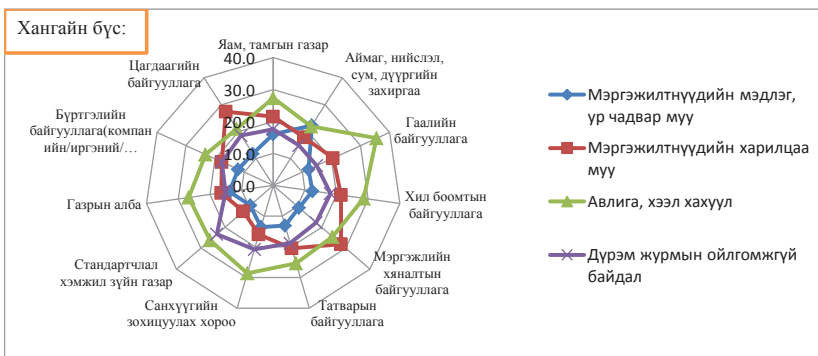 Хангайн бүс:
Яам, тамгын газар
Аймаг, нийслэл,
сум, дүүргийн
захиргаа
Гаалийн
байгууллага
Хил боомтын
байгууллага
Мэргэжлийн
хяналтын
байгууллага
Татварын
байгууллага
Санхүүгийн
зохицуулах хороо
Стандартчлал
хэмжил зүйн газар
Газрын алба
Бүртгэлийн
байгууллага(компан
ийн/иргэний/…
Цагдаагийн
байгууллага
40.0
30.0
20.0
10.0
0.0
Мэргэжилтнүүдийн мэдлэг,
ур чадвар муу
Мэргэжилтнүүдийн харилцаа
муу
Авлига, хээл хахуул
Дүрэм журмын ойлгомжгүй
байдал